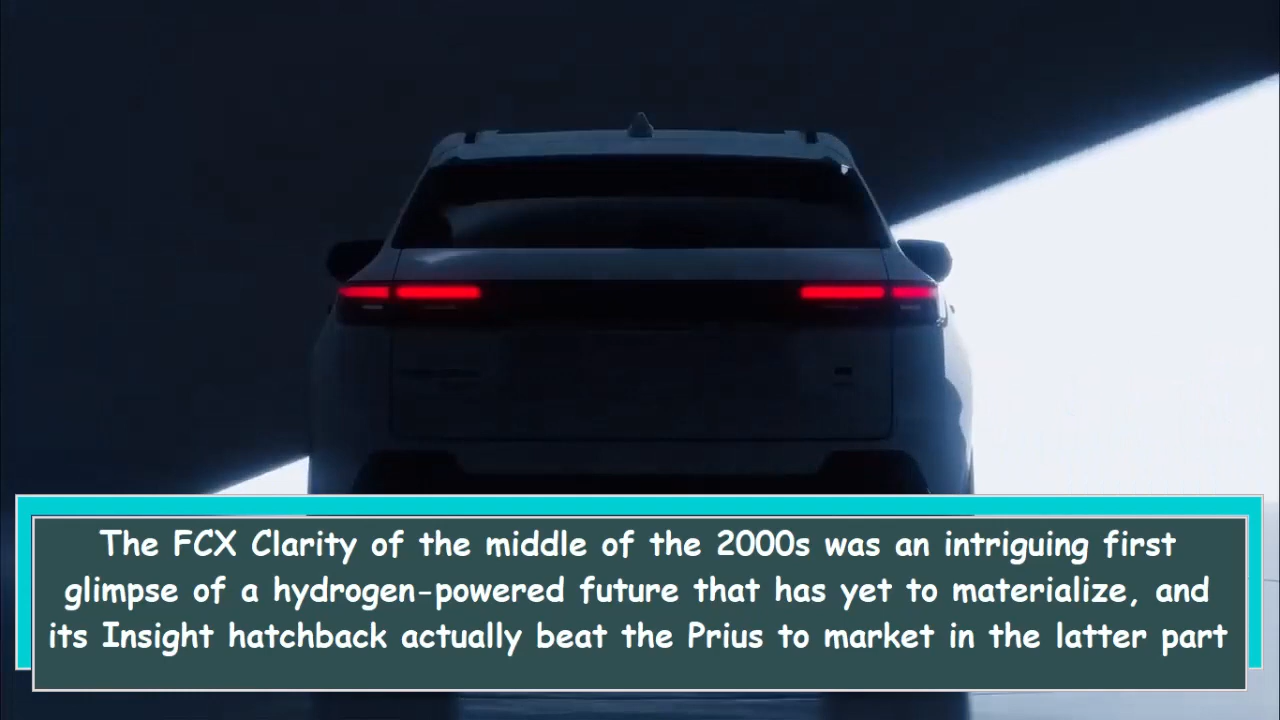 The FCX Clarity of the middle of the 2000s was an intriguing first
glimpse of a hydrogen-powered future that has yet to materialize, and
its Insight hatchback actually beat the Prius to market in the latter part